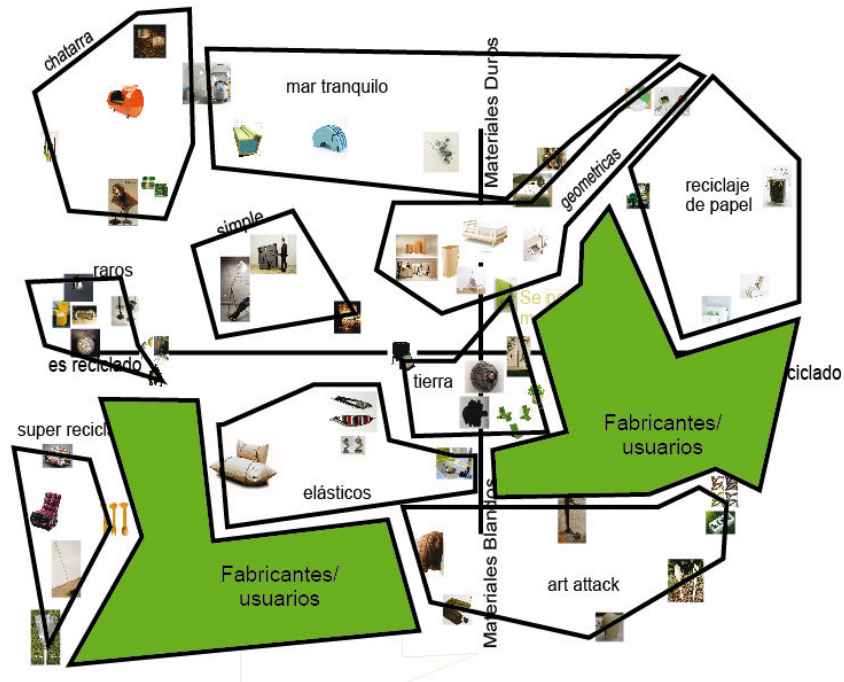 chatarra
mar tranquilo
Materiales Duros
geometricas
reciclaje
de papel
simple
raros
Se
es reciclado
tierra
ciclado
Fabricantes/
usuarios
super recic
elásticos
Fabricantes/
usuarios
Materiales Blandos
art attack